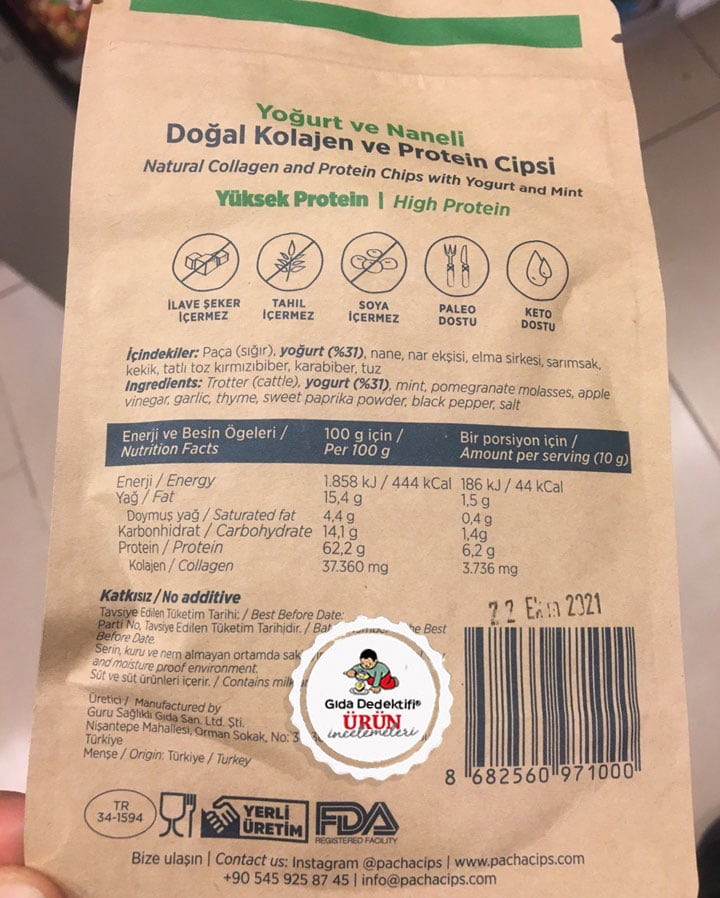 Yoğurt ve Naneli
Doğal Kolajen ve Protein Cipsi
Natural Collagen and Protein Chips with Yogurt and Mint
Yüksek Protein | High Protein
İLAVE ŞEKER İÇERMEZ
TAHIL İÇERMEZ
SOYA İÇERMEZ
PALEO DOSTU
KETO DOSTU
İçindekiler: Paça (sığır), yoğurt (%31), nane, nar ekşisi, elma sirkesi, sarımsak,
kekik, tatlı toz kırmızıbiber, karabiber, tuz
Ingredients: Trotter (cattle), yogurt (%31), mint, pomegranate molasses, apple
vinegar, garlic, thyme, sweet paprika powder, black pepper, salt
Enerji ve Besin Ögeleri / 100 g için / Bir porsiyon için /
Nutrition Facts Per 100 g Amount per serving (10 g)
Enerji / Energy 1.858 kJ / 444 kCal 186 kJ / 44 kCal
Yağ / Fat 15,4 g 1,5 g
Doymuş yağ / Saturated fat 4,4 g 0,4 g
Karbonhidrat / Carbohydrate 14,1 g 1,4g
Protein / Protein 62,2 g 6,2 g
Kolajen / Collagen 37.360 mg 3.736 mg
Katkısız / No additive
Tavsiye Edilen Tüketim Tarihi: / Best Before Date:
22 Ekim 2021
Parti No, Tavsiye Edilen Tüketim Tarihidir. / the Best
Before Date.
Serin, kuru ve nem almayan ortamda
and moisture proof environment.
Süt ve süt ürünleri içerir. / Contains milk
Üretici / Manufactured by
Guru Sağlıklı Gıda San. Ltd. Şti.
Nişantepe Mahallesi, Orman Sokak, No: 3
Türkiye
Menşe / Origin: Türkiye / Turkey
Gıda Dedektifi®
ÜRÜN
incelemeleri
8 682560 971000
TR
34-1594
YERLİ
ÜRETİM
FDA
REGISTERED FACILITY
Bize ulaşın | Contact us: Instagram @pachacips | www.pachacips.com
+90 545 925 87 45 | info@pachacips.com